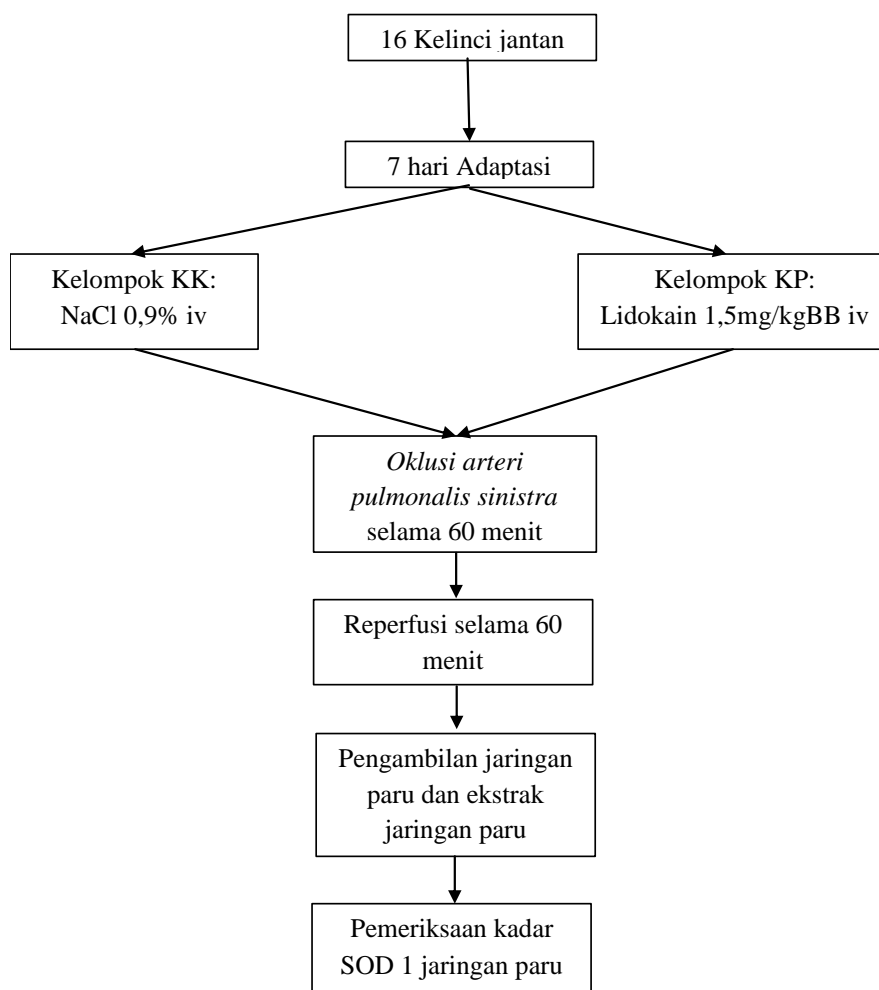 16 Kelinci jantan
7 hari Adaptasi
Kelompok KK:
NaCl 0,9% iv
Kelompok KP:
Lidokain 1,5mg/kgBB iv
Oklusi arteri
pulmonalis sinistra
selama 60 menit
Reperfusi selama 60
menit
Pengambilan jaringan
paru dan ekstrak
jaringan paru
Pemeriksaan kadar
SOD 1 jaringan paru